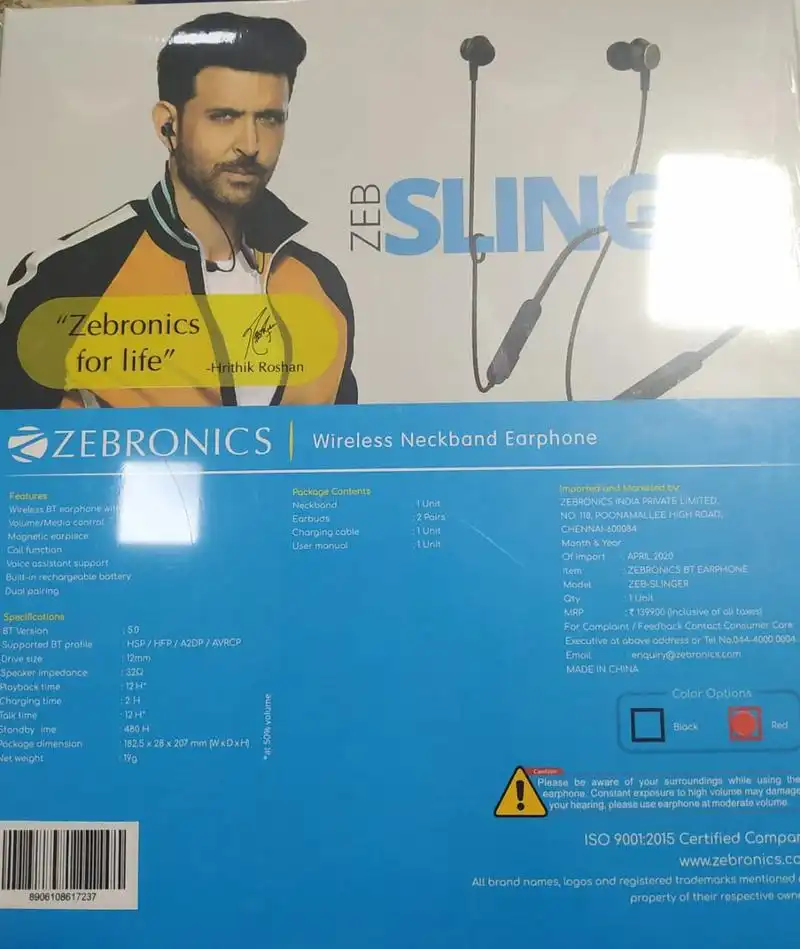 ZEB
SLING
"Zebronics
for life"
-Hrithik Roshan
ZEBRONICS
Wireless Neckband Earphone
Features
Wireless BT earphone with
Volume/Media control
Magnetic earpiece
Call function
Voice assistant support
Built-in rechargeable battery
Dual pairing
Specifications
BT Version : 5.0
Supported BT profile : HSP / HFP / A2DP / AVRCP
Drive size : 12mm
Speaker impedance : 32Ω
Playback time : 12 H*
Charging time : 2 H
Talk time : 12 H*
Standby time : 480 H
Package dimension : 182.5 x 28 x 207 mm (W x D x H)
Net weight : 19g
*at 50% volume
Package Contents
Neckband : 1 Unit
Earbuds : 2 Pairs
Charging cable : 1 Unit
User manual : 1 Unit
Imported and Marketed by:
ZEBRONICS INDIA PRIVATE LIMITED,
NO. 118, POONAMALLEE HIGH ROAD,
CHENNAI-600084
Month & Year
Of import : APRIL 2020
Item : ZEBRONICS BT EARPHONE
Model : ZEB-SLINGER
Qty : 1 Unit
MRP : ₹ 1399.00 (Inclusive of all taxes)
For Complaint / Feedback Contact Consumer Care
Executive at above address or Tel No.044-4000 0004
Email : enquiry@zebronics.com
MADE IN CHINA
Color Options
Black
Red
Caution
Please be aware of your surroundings while using the
earphone. Constant exposure to high volume may damage
your hearing, please use earphone at moderate volume.
ISO 9001:2015 Certified Compan
www.zebronics.co
All brand names, logos and registered trademarks mentioned
property of their respective own
8906108617237